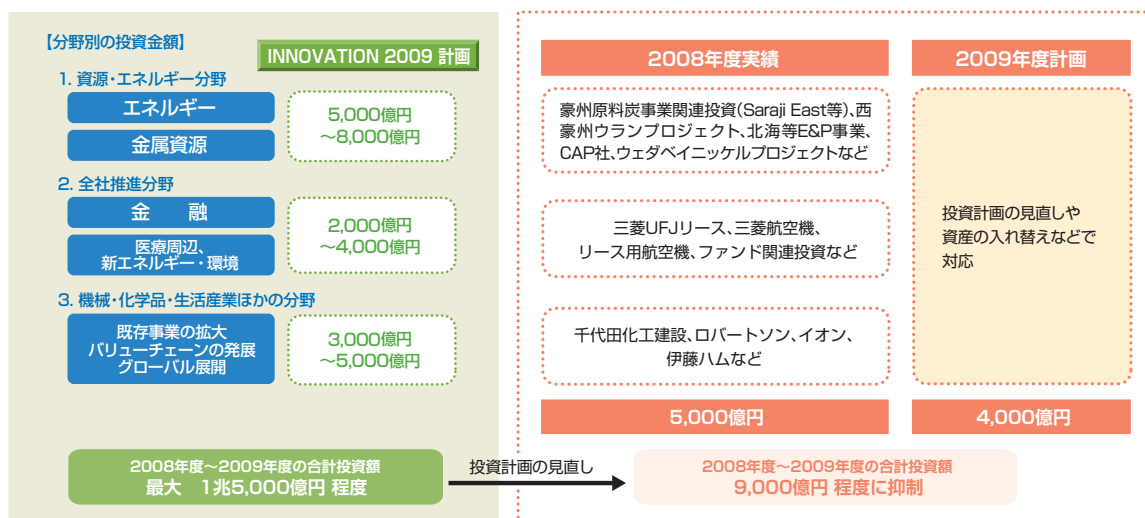 【分野別の投資金額】
INNOVATION 2009 計画
1. 資源・エネルギー分野
エネルギー
金属資源
5,000億円
～8,000億円
2. 全社推進分野
金　融
医療周辺、
新エネルギー・環境
2,000億円
～4,000億円
3. 機械・化学品・生活産業ほかの分野
既存事業の拡大
バリューチェーンの発展
グローバル展開
3,000億円
～5,000億円
2008年度～2009年度の合計投資額
最大　1兆5,000億円 程度
投資計画の見直し
2008年度実績
豪州原料炭事業関連投資(Saraji East等)、西
豪州ウランプロジェクト、北海等E&P事業、
CAP社、ウェダベイニッケルプロジェクトなど
三菱UFJリース、三菱航空機、
リース用航空機、ファンド関連投資など
千代田化工建設、ロバートソン、イオン、
伊藤ハムなど
5,000億円
2009年度計画
投資計画の見直しや
資産の入れ替えなどで
対応
4,000億円
2008年度～2009年度の合計投資額
9,000億円 程度に抑制